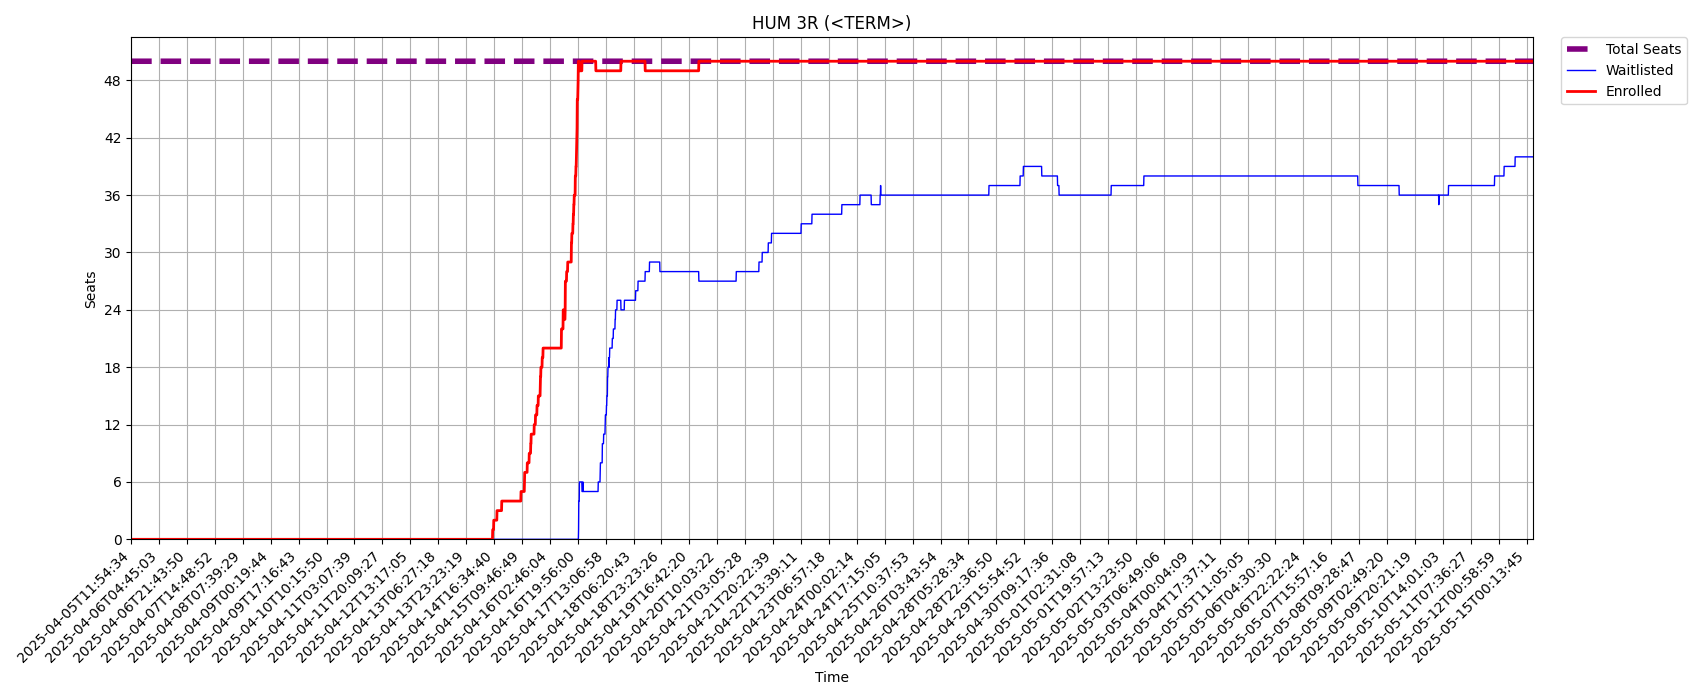 HUM 3R (<TERM>)
Total Seats
Waitlisted
Enrolled
48
42
36
30
24
18
12
6
0
Seats
2025-04-05T11:54:34
2025-04-06T04:45:03
2025-04-06T21:43:50
2025-04-07T14:48:52
2025-04-08T07:39:29
2025-04-09T00:19:44
2025-04-09T17:16:43
2025-04-10T10:15:50
2025-04-11T03:07:39
2025-04-11T20:09:27
2025-04-12T13:17:05
2025-04-13T06:27:18
2025-04-13T23:23:19
2025-04-14T16:34:40
2025-04-15T09:46:49
2025-04-16T02:46:04
2025-04-16T19:56:00
2025-04-17T13:06:58
2025-04-18T06:20:43
2025-04-18T23:23:26
2025-04-19T16:42:20
2025-04-20T10:03:22
2025-04-21T03:05:28
2025-04-21T20:22:39
2025-04-22T13:39:11
2025-04-23T06:57:18
2025-04-24T00:02:14
2025-04-24T17:15:05
2025-04-25T10:37:53
2025-04-26T03:43:54
2025-04-28T05:28:34
2025-04-28T22:36:50
2025-04-29T15:54:52
2025-04-30T09:17:36
2025-05-01T02:31:08
2025-05-01T19:57:13
2025-05-02T13:23:50
2025-05-03T06:49:06
2025-05-04T00:04:09
2025-05-04T17:37:11
2025-05-05T11:05:05
2025-05-06T04:30:30
2025-05-06T22:22:24
2025-05-07T15:57:16
2025-05-08T09:28:47
2025-05-09T02:49:20
2025-05-09T20:21:19
2025-05-10T14:01:03
2025-05-11T07:36:27
2025-05-12T00:58:59
2025-05-15T00:13:45
Time